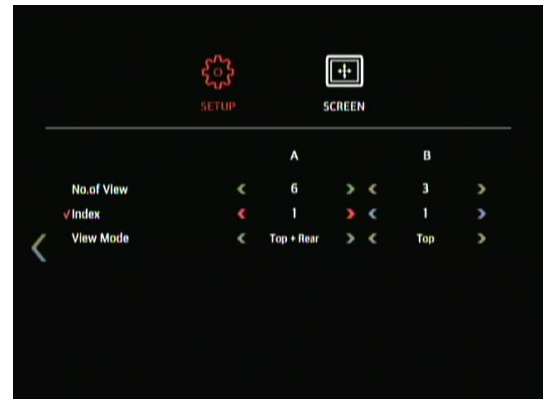 SETUP SCREEN
A B
No.of View 6 3
√Index 1 1
View Mode Top + Rear Top